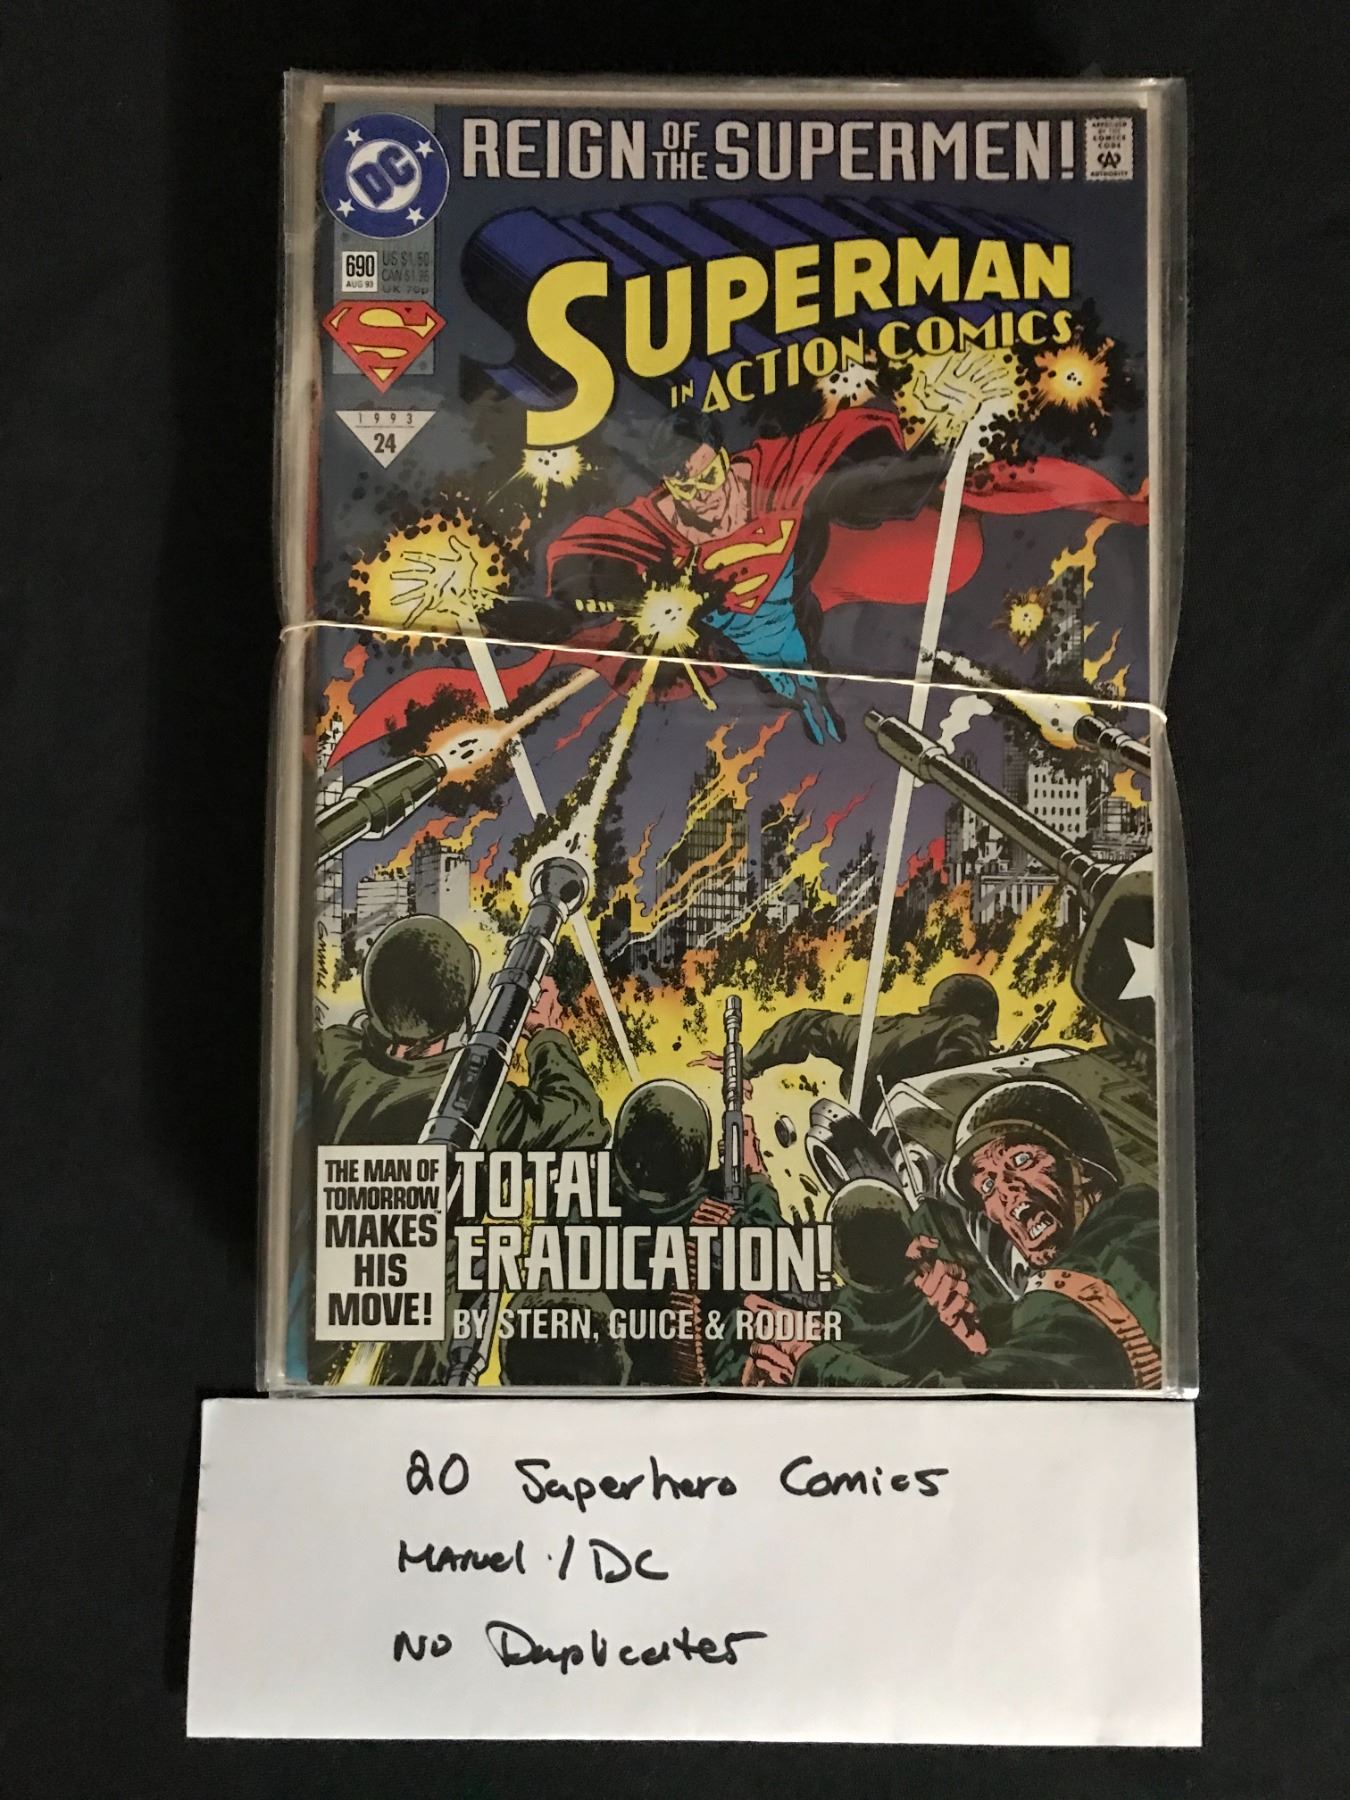 REIGN OF THE SUPERMEN!
APPROVED
BY THE
COMICS
CODE
CA
AUTHORITY
DC
690
AUG 93
US $1.50
CAN $1.95
UK 70p
SUPERMAN
IN ACTION COMICS
S
1993
24
THE MAN OF
TOMORROW™
MAKES
HIS
MOVE!
TOTAL
ERADICATION!
BY STERN, GUICE & RODIER
20 Superhero Comics
Marvel / DC
No Duplicates